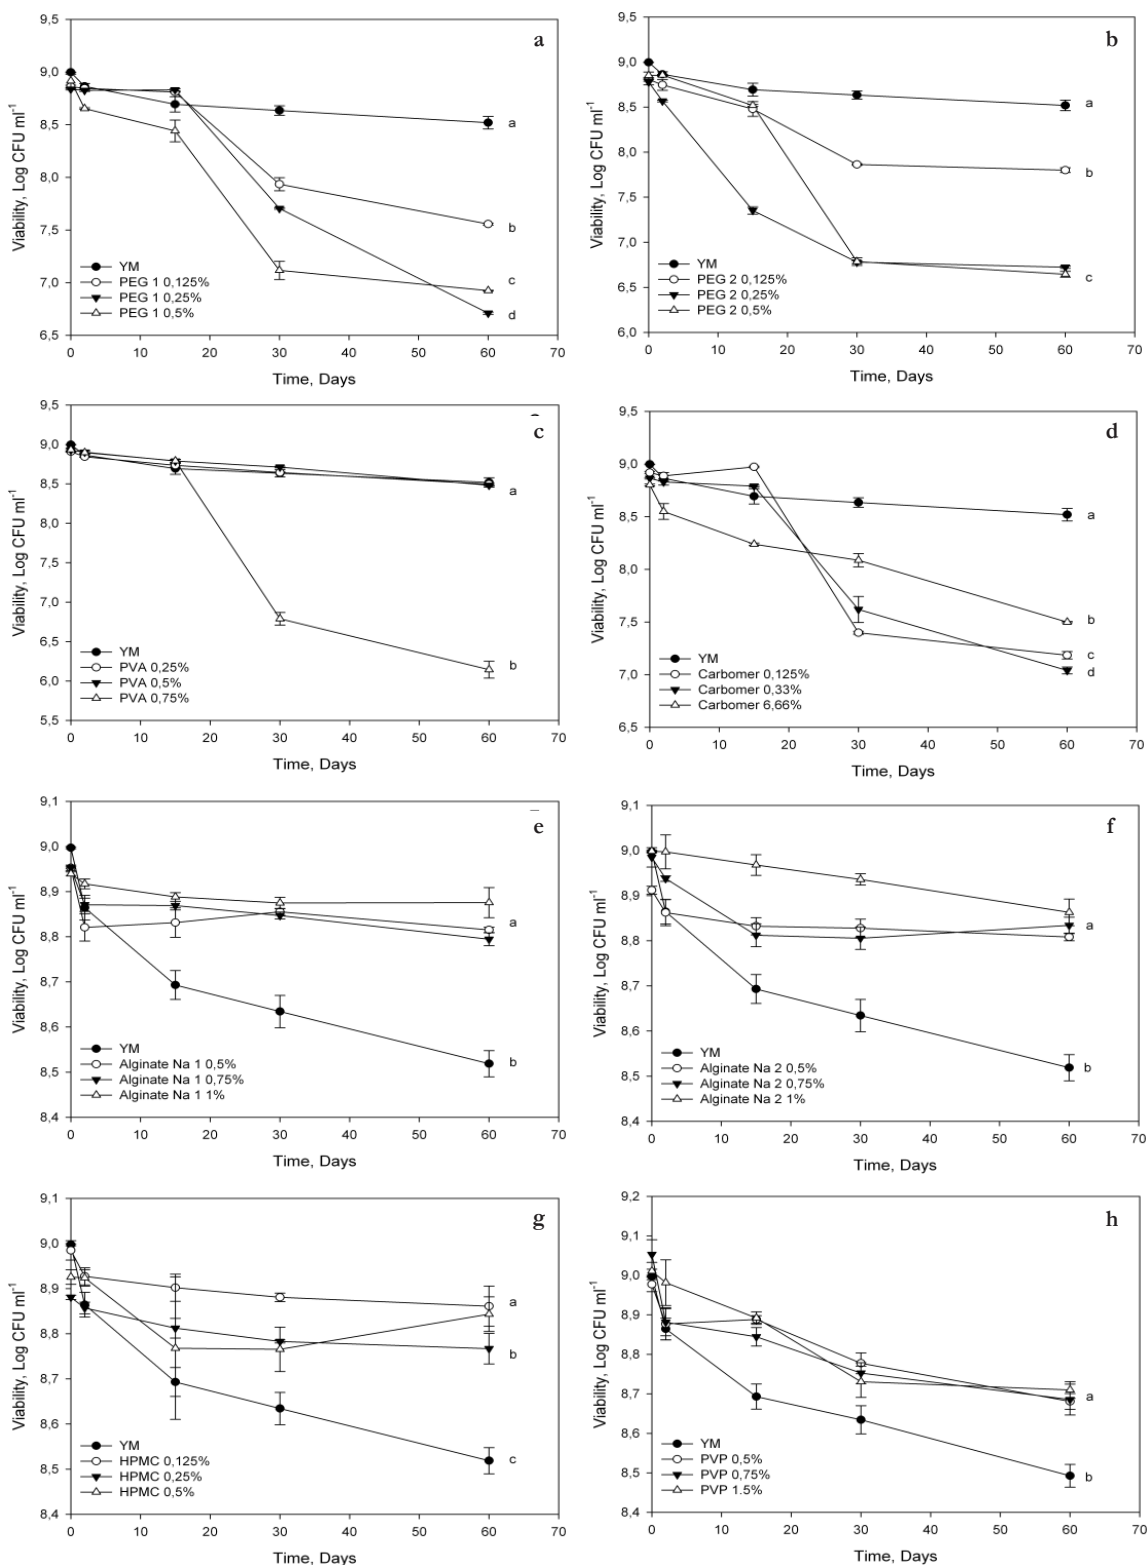 a
Viability, Log CFU ml-1
9,5
9,0
8,5
8,0
7,5
7,0
6,5
a
b
c
d
YM
PEG 1 0,125%
PEG 1 0,25%
PEG 1 0,5%
0 10 20 30 40 50 60 70
Time, Days
b
Viability, Log CFU ml-1
9,5
9,0
8,5
8,0
7,5
7,0
6,5
6,0
a
b
c
YM
PEG 2 0,125%
PEG 2 0,25%
PEG 2 0,5%
0 10 20 30 40 50 60 70
Time, Days
c
Viability, Log CFU ml-1
9,5
9,0
8,5
8,0
7,5
7,0
6,5
6,0
5,5
a
b
YM
PVA 0,25%
PVA 0,5%
PVA 0,75%
0 10 20 30 40 50 60 70
Time, Days
d
Viability, Log CFU ml-1
9,5
9,0
8,5
8,0
7,5
7,0
6,5
a
b
c
d
YM
Carbomer 0,125%
Carbomer 0,33%
Carbomer 6,66%
0 10 20 30 40 50 60 70
Time, Days
e
Viability, Log CFU ml-1
9,1
9,0
8,9
8,8
8,7
8,6
8,5
8,4
a
b
YM
Alginate Na 1 0,5%
Alginate Na 1 0,75%
Alginate Na 1 1%
0 10 20 30 40 50 60 70
Time, Days
f
Viability, Log CFU ml-1
9,1
9,0
8,9
8,8
8,7
8,6
8,5
8,4
a
b
YM
Alginate Na 2 0,5%
Alginate Na 2 0,75%
Alginate Na 2 1%
0 10 20 30 40 50 60 70
Time, Days
g
Viability, Log CFU ml-1
9,1
9,0
8,9
8,8
8,7
8,6
8,5
8,4
a
b
c
YM
HPMC 0,125%
HPMC 0,25%
HPMC 0,5%
0 10 20 30 40 50 60 70
Time, Days
h
Viability, Log CFU ml-1
9,2
9,1
9,0
8,9
8,8
8,7
8,6
8,5
8,4
a
b
YM
PVP 0,5%
PVP 0,75%
PVP 1.5%
0 10 20 30 40 50 60 70
Time, Days